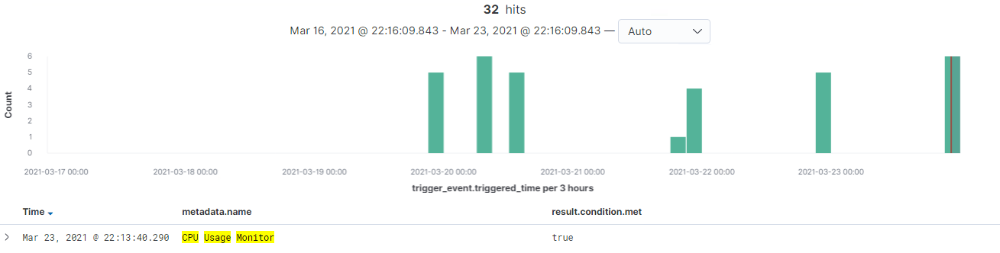 32 hits
Mar 16, 2021 @ 22:16:09.843 - Mar 23, 2021 @ 22:16:09.843 — Auto
6
5
4
3
2
1
0
Count
2021-03-17 00:00 2021-03-18 00:00 2021-03-19 00:00 2021-03-20 00:00 2021-03-21 00:00 2021-03-22 00:00 2021-03-23 00:00
trigger_event.triggered_time per 3 hours
Time metadata.name result.condition.met
Mar 23, 2021 @ 22:13:40.290 CPU Usage Monitor true